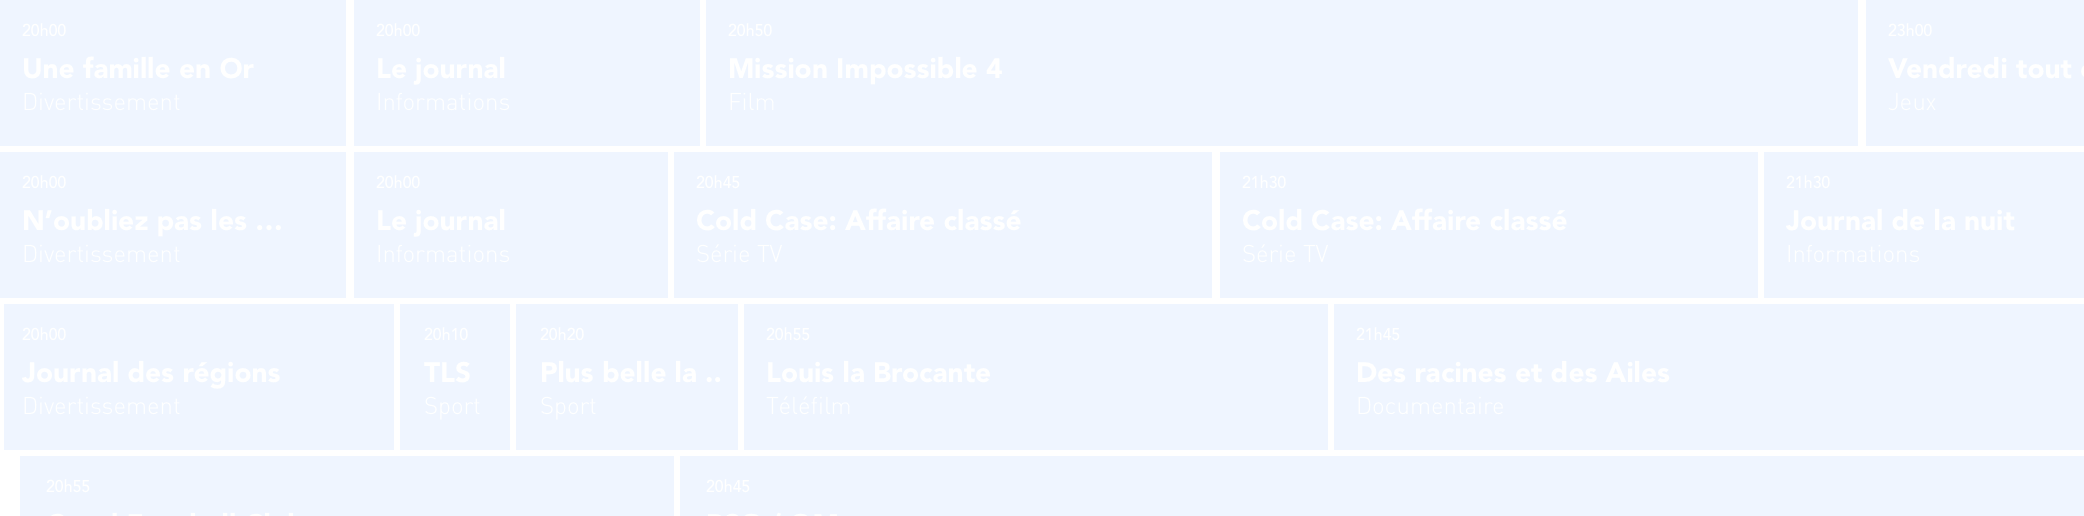 20h00
Une famille en Or
Divertissement
20h00
Le journal
Informations
20h50
Mission Impossible 4
Film
23h00
Vendredi tout
Jeux
20h00
N'oubliez pas les ...
Divertissement
20h00
Le journal
Informations
20h45
Cold Case: Affaire classé
Série TV
21h30
Cold Case: Affaire classé
Série TV
21h30
Journal de la nuit
Informations
20h00
Journal des régions
Divertissement
20h10
TLS
Sport
20h20
Plus belle la ..
Sport
20h55
Louis la Brocante
Téléfilm
21h45
Des racines et des Ailes
Documentaire
20h55
20h45